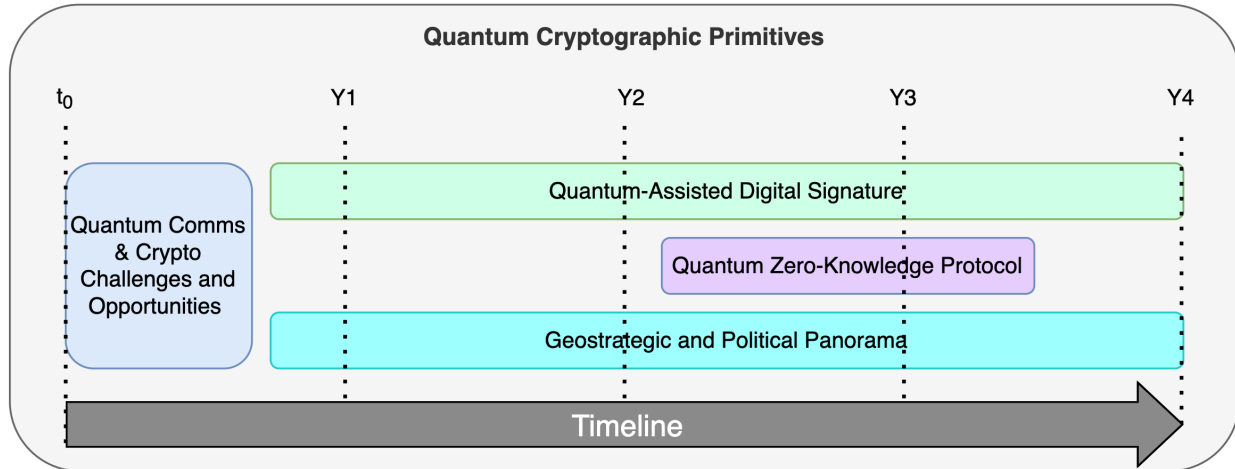 Quantum Cryptographic Primitives
t0 Y1 Y2 Y3 Y4
Quantum-Assisted Digital Signature
Quantum Comms
& Crypto
Challenges and
Opportunities
Quantum Zero-Knowledge Protocol
Geostrategic and Political Panorama
Timeline